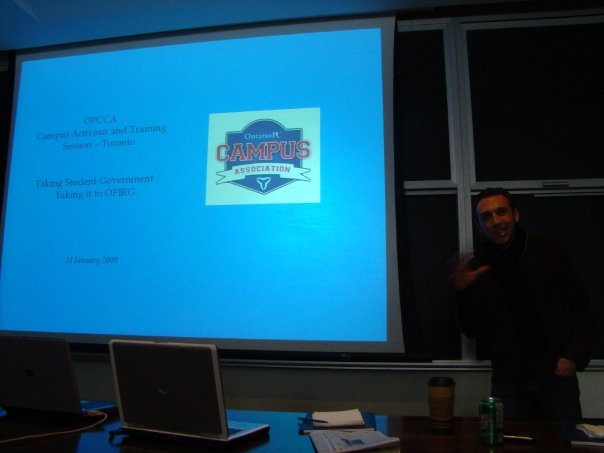 OPCCA
Campus Activism and Training
Session – Toronto
Taking Student Government /
Taking it to OPIRG
31 January 2009
Ontario PC
CAMPUS
ASSOCIATION